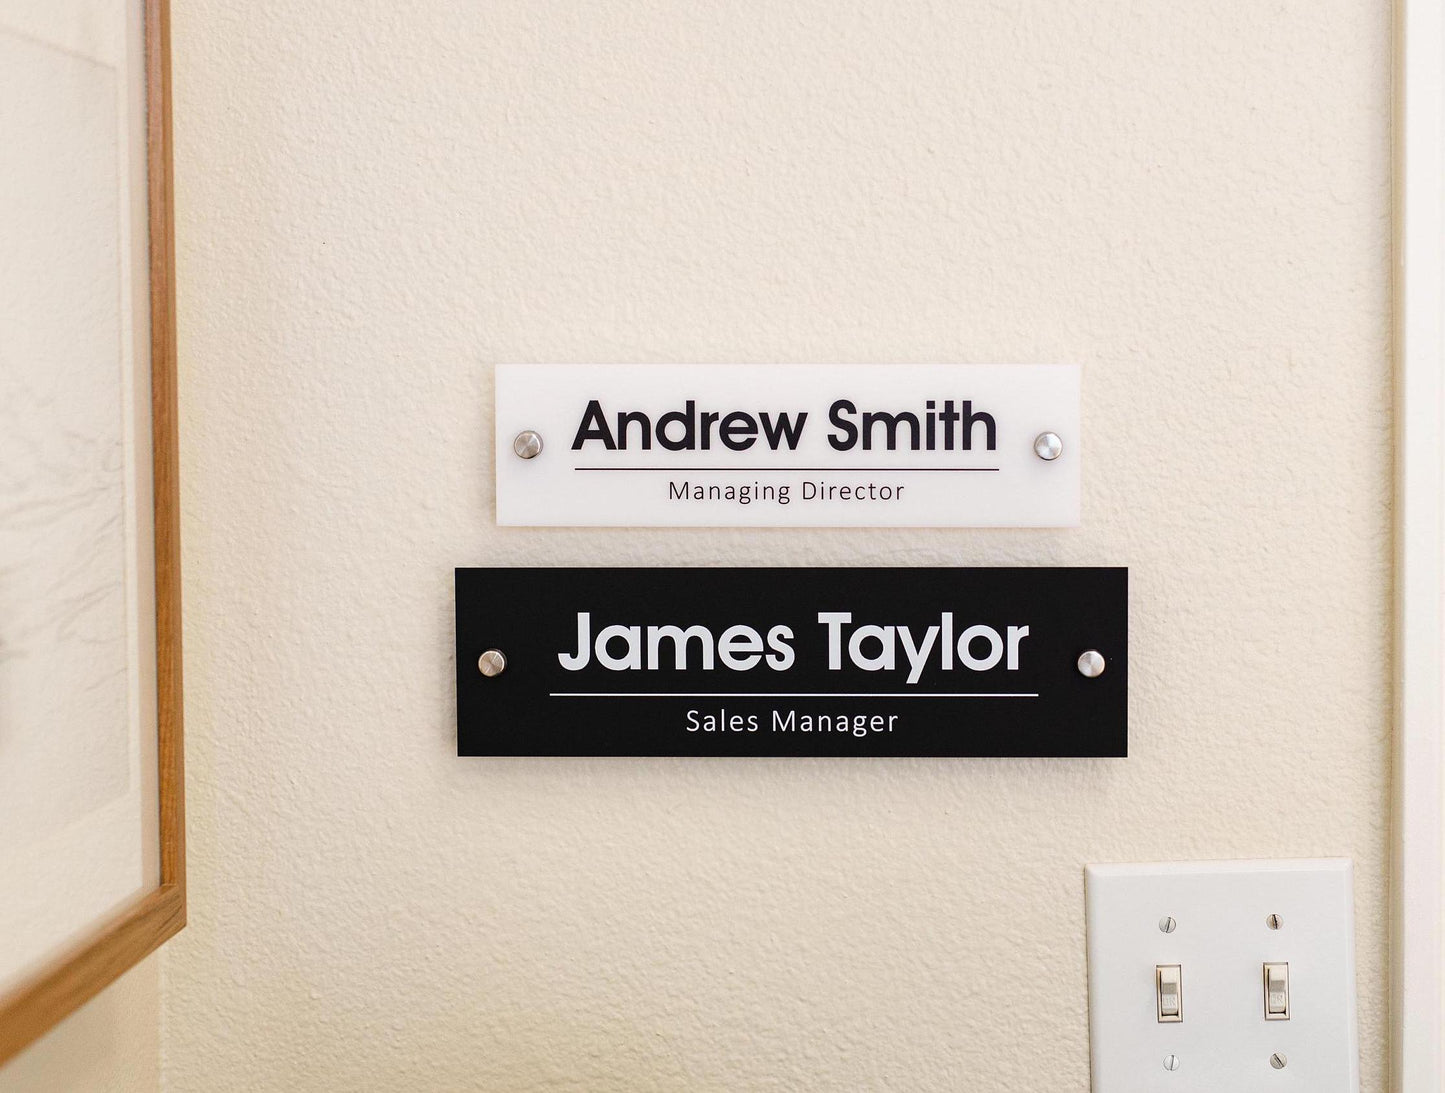 Andrew Smith
Managing Director
James Taylor
Sales Manager